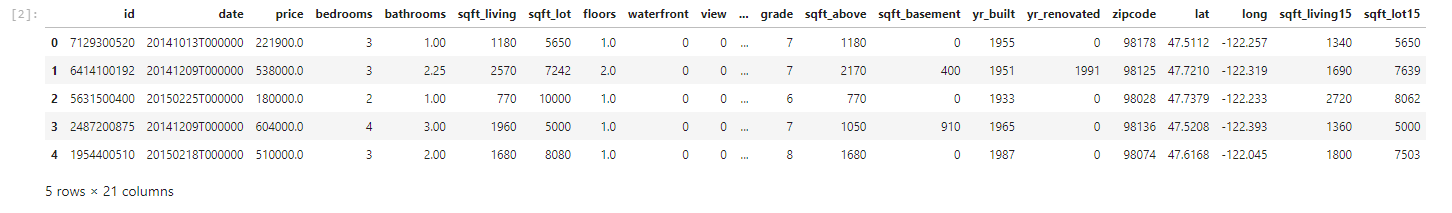 [2]: id date price bedrooms bathrooms sqft_living sqft_lot floors waterfront view ... grade sqft_above sqft_basement yr_built yr_renovated zipcode lat long sqft_living15 sqft_lot15
0 7129300520 20141013T000000 221900.0 3 1.00 1180 5650 1.0 0 0 ... 7 1180 0 1955 0 98178 47.5112 -122.257 1340 5650
1 6414100192 20141209T000000 538000.0 3 2.25 2570 7242 2.0 0 0 ... 7 2170 400 1951 1991 98125 47.7210 -122.319 1690 7639
2 5631500400 20150225T000000 180000.0 2 1.00 770 10000 1.0 0 0 ... 6 770 0 1933 0 98028 47.7379 -122.233 2720 8062
3 2487200875 20141209T000000 604000.0 4 3.00 1960 5000 1.0 0 0 ... 7 1050 910 1965 0 98136 47.5208 -122.393 1360 5000
4 1954400510 20150218T000000 510000.0 3 2.00 1680 8080 1.0 0 0 ... 8 1680 0 1987 0 98074 47.6168 -122.045 1800 7503
5 rows × 21 columns